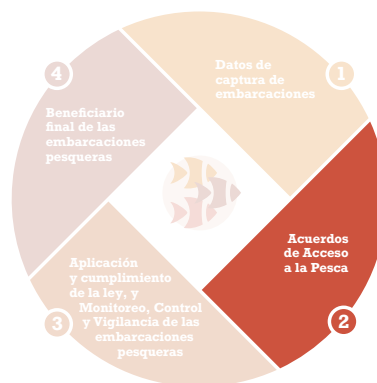 1
Datos de
captura de
embarcaciones
2
Acuerdos
de Acceso
a la Pesca
3
Aplicación
y cumplimiento
de la ley, y
Monitoreo, Control
y Vigilancia de las
embarcaciones
pesqueras
4
Beneficiario
final de las
embarcaciones
pesqueras